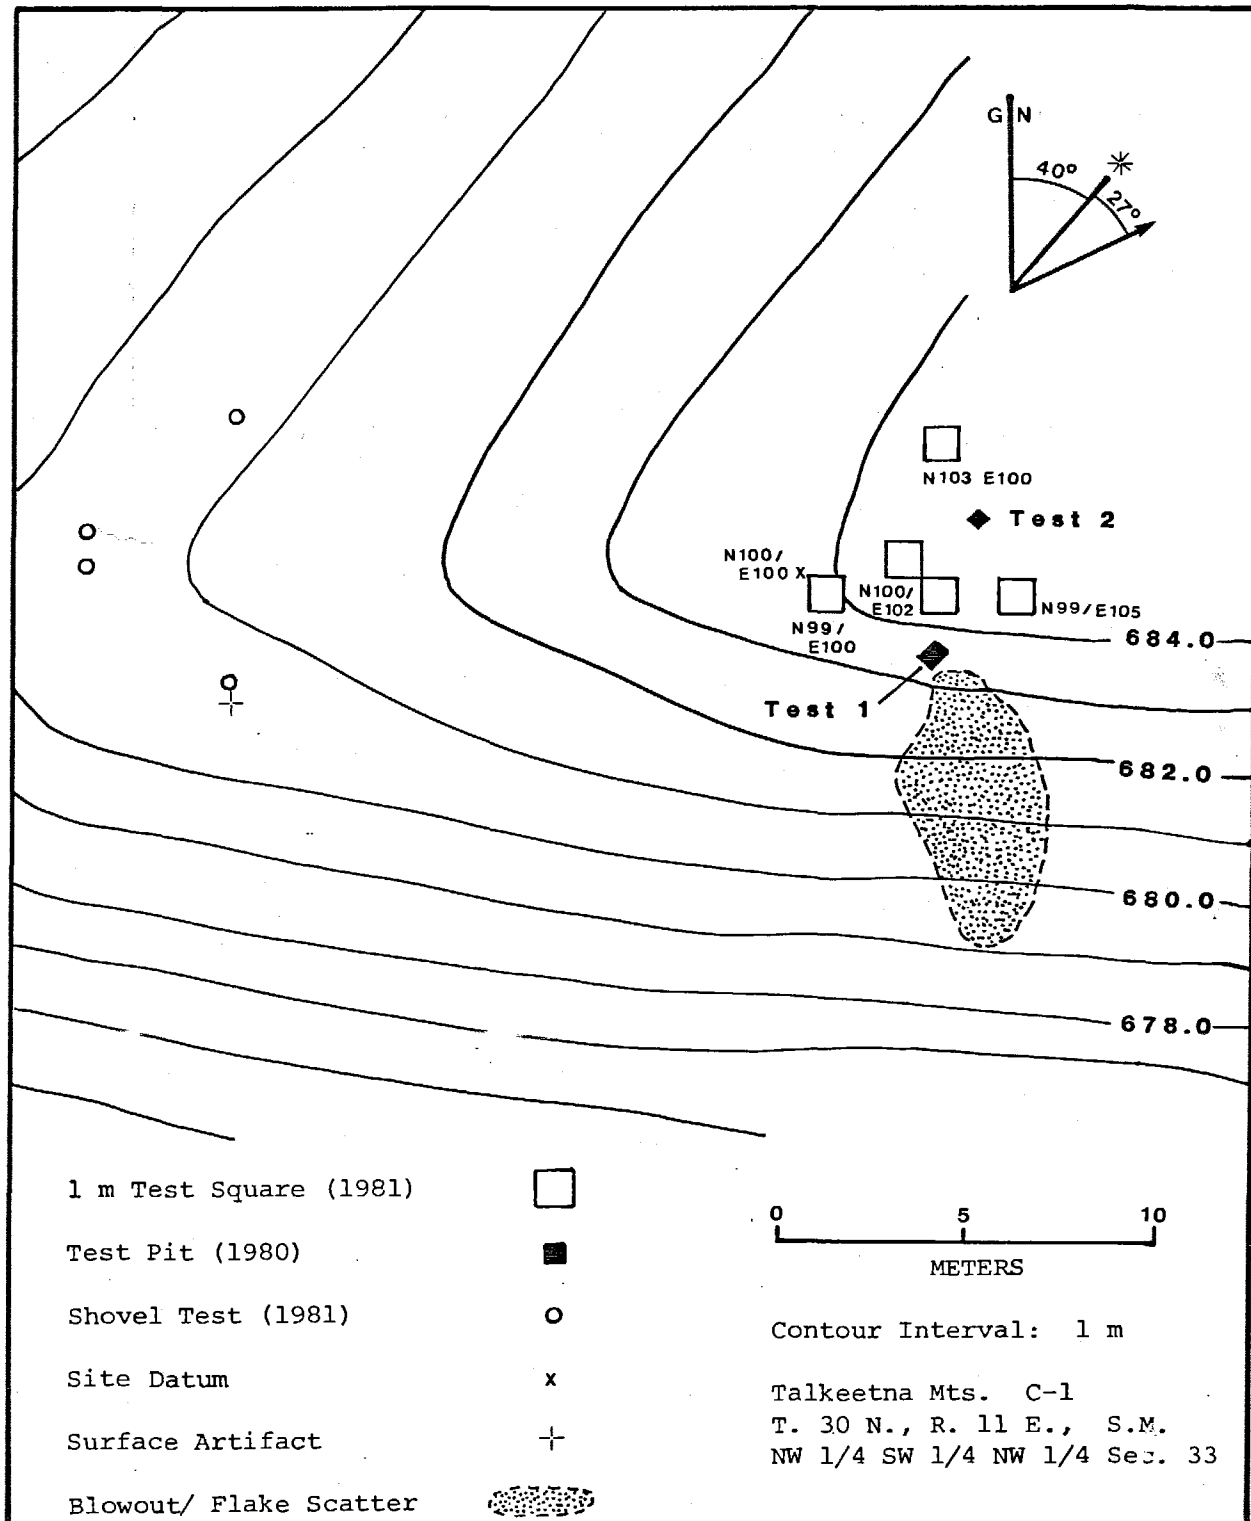 G N
40°
27°
N103 E100
Test 2
N100/
E100 X
N100/
E102
N99/E105
N99/
E100
684.0
Test 1
682.0
680.0
678.0
1 m Test Square (1981)
Test Pit (1980)
Shovel Test (1981)
Site Datum x
Surface Artifact
Blowout/ Flake Scatter
0 5 10
METERS
Contour Interval: 1 m
Talkeetna Mts. C-1
T. 30 N., R. 11 E., S.M.
NW 1/4 SW 1/4 NW 1/4 Sec. 33